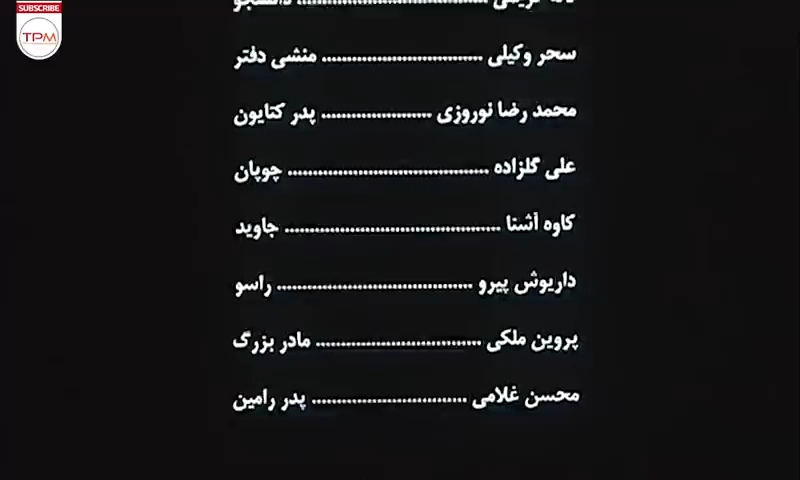 SUBSCRIBE
TPM
سحر وکیلی ................................ منشی دفتر
محمد رضا نوروزی ...................... پدر کتایون
علی گلزاده ........................................ چوپان
کاوه آشنا ........................................... جاوید
داریوش پیرو ....................................... راسو
پروین ملکی ................................. مادر بزرگ
محسن غلامی ............................... پدر رامین